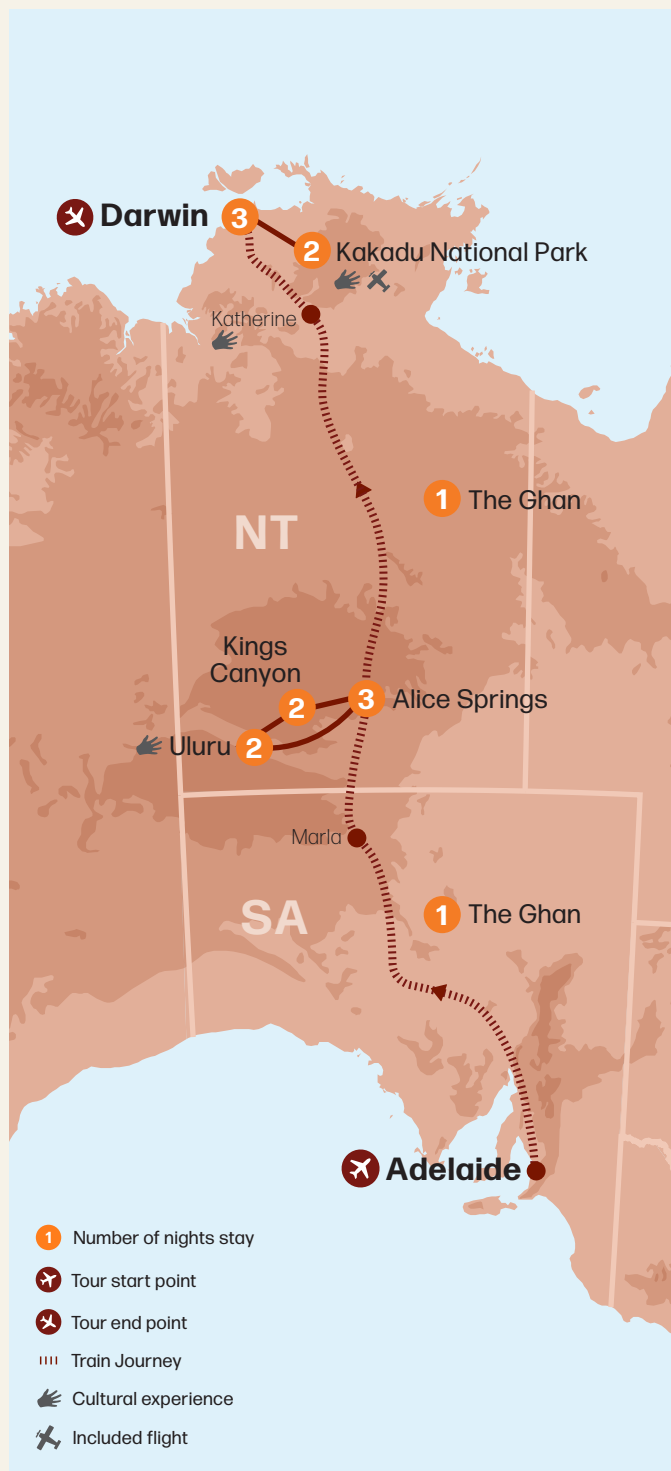 Darwin 3
2 Kakadu National Park
Katherine
1 The Ghan
NT
Kings
Canyon
2
3 Alice Springs
Uluru 2
Marla
SA
1 The Ghan
Adelaide
1 Number of nights stay
Tour start point
Tour end point
Train Journey
Cultural experience
Included flight